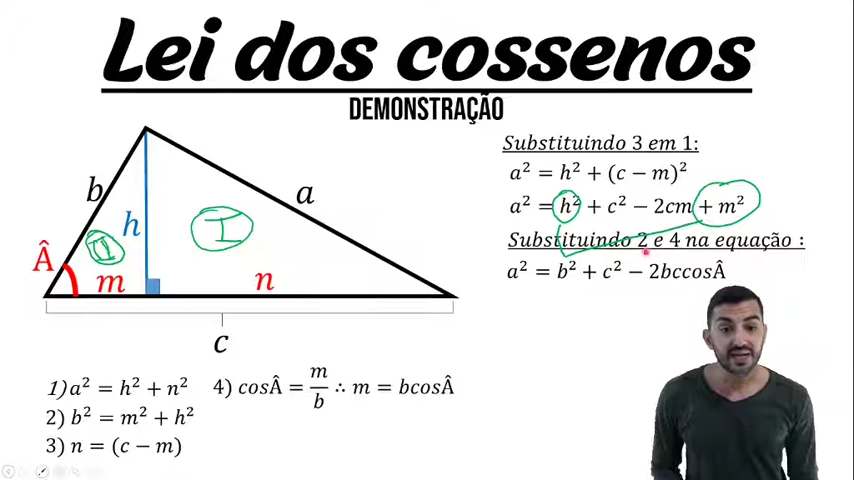 Lei dos cossenos
DEMONSTRAÇÃO
b
a
h
I
II
Â
m
n
c
1) a² = h² + n²
2) b² = m² + h²
3) n = (c − m)
4) cosÂ = m/b ∴ m = bcosÂ
Substituindo 3 em 1:
a² = h² + (c − m)²
a² = h² + c² − 2cm + m²
Substituindo 2 e 4 na equação :
a² = b² + c² − 2bccosÂ